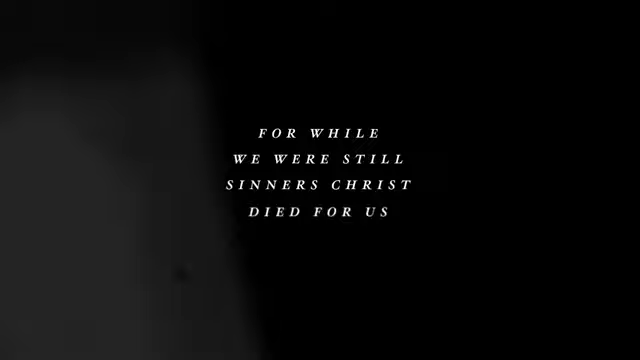 FOR WHILE
WE WERE STILL
SINNERS CHRIST
DIED FOR US